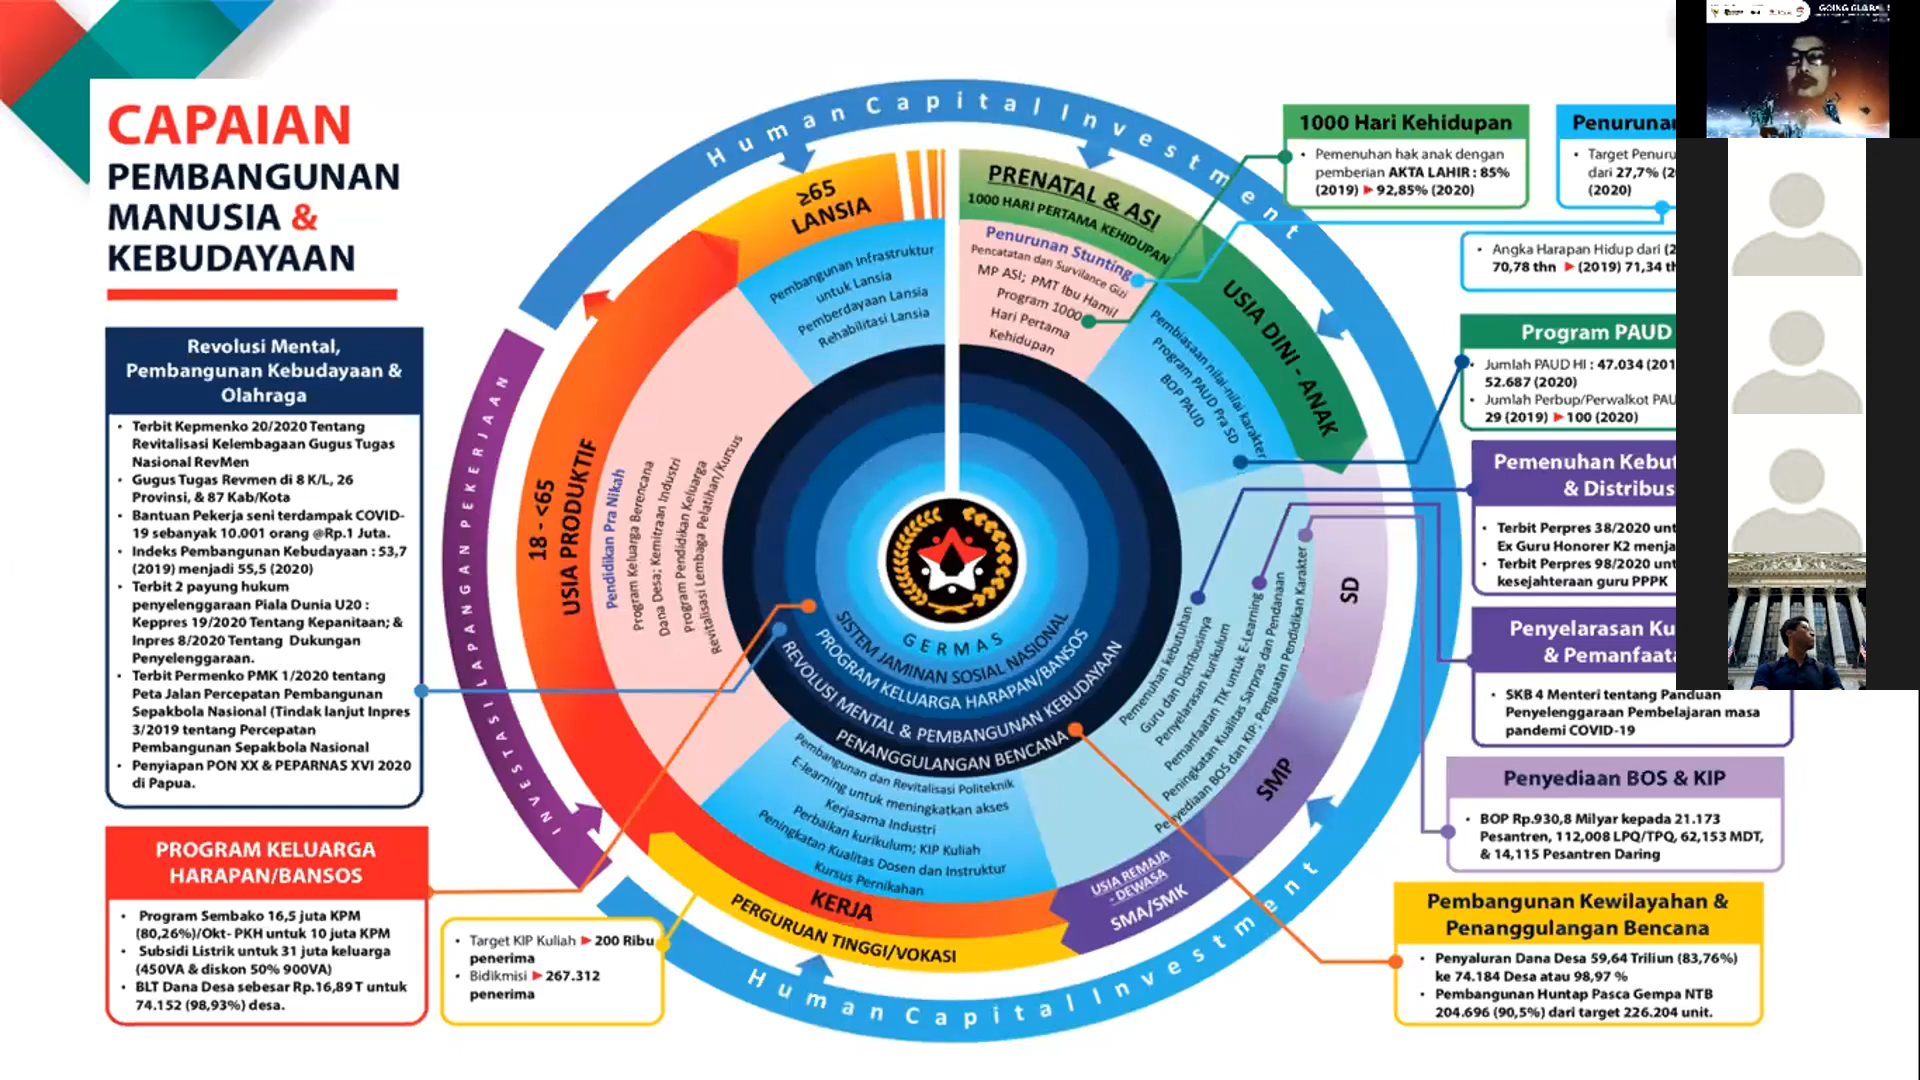 CAPAIAN
PEMBANGUNAN
MANUSIA &
KEBUDAYAAN
Revolusi Mental,
Pembangunan Kebudayaan &
Olahraga
• Terbit Kepmenko 20/2020 Tentang
Revitalisasi Kelembagaan Gugus Tugas
Nasional RevMen
• Gugus Tugas Revmen di 8 K/L, 26
Provinsi, & 87 Kab/Kota
• Bantuan Pekerja seni terdampak COVID-
19 sebanyak 10.001 orang @Rp.1 Juta.
• Indeks Pembangunan Kebudayaan : 53,7
(2019) menjadi 55,5 (2020)
• Terbit 2 payung hukum
penyelenggaraan Piala Dunia U20 :
Keppres 19/2020 Tentang Kepanitaan; &
Inpres 8/2020 Tentang Dukungan
Penyelenggaraan.
• Terbit Permenko PMK 1/2020 tentang
Peta Jalan Percepatan Pembangunan
Sepakbola Nasional (Tindak lanjut Inpres
3/2019 tentang Percepatan
Pembangunan Sepakbola Nasional
• Penyiapan PON XX & PEPARNAS XVI 2020
di Papua.
PROGRAM KELUARGA
HARAPAN/BANSOS
• Program Sembako 16,5 juta KPM
(80,26%)/Okt- PKH untuk 10 juta KPM
• Subsidi Listrik untuk 31 juta keluarga
(450VA & diskon 50% 900VA)
• BLT Dana Desa sebesar Rp.16,89 T untuk
74.152 (98,93%) desa.
• Target KIP Kuliah ▶ 200 Ribu
penerima
• Bidikmisi ▶ 267.312
penerima
Human Capital Investment
INVESTASI LAPANGAN PEKERJAAN
Human Capital Investment
≥65
LANSIA
Pembangunan Infrastruktur
untuk Lansia
Pemberdayaan Lansia
Rehabilitasi Lansia
PRENATAL & ASI
1000 HARI PERTAMA KEHIDUPAN
Penurunan Stunting
Pencatatan dan Survilance Gizi
MP ASI; PMT Ibu Hamil
Program 1000
Hari Pertama
Kehidupan
USIA DINI - ANAK
Pembiasaan nilai-nilai karakter
Program PAUD Pra SD
BOP PAUD
18 - <65
USIA PRODUKTIF
Pendidikan Pra Nikah
Program Keluarga Berencana
Dana Desa; Kemitraan Industri
Program Pendidikan Keluarga
Revitalisasi Lembaga Pelatihan/Kursus
GERMAS
SISTEM JAMINAN SOSIAL NASIONAL
PROGRAM KELUARGA HARAPAN/BANSOS
REVOLUSI MENTAL & PEMBANGUNAN KEBUDAYAAN
PENANGGULANGAN BENCANA
SD
SMP
Pemenuhan kebutuhan
Guru dan Distribusinya
Penyelarasan kurikulum
Pemanfaatan TIK untuk E-Learning
Peningkatan Kualitas Sarpras dan Pendanaan
Penyediaan BOS dan KIP; Penguatan Pendidikan Karakter
USIA REMAJA
- DEWASA
SMA/SMK
Pembangunan dan Revitalisasi Politeknik
E-learning untuk meningkatkan akses
Kerjasama Industri
Perbaikan kurikulum; KIP Kuliah
Peningkatan Kualitas Dosen dan Instruktur
Kursus Pernikahan
KERJA
PERGURUAN TINGGI/VOKASI
1000 Hari Kehidupan
• Pemenuhan hak anak dengan
pemberian AKTA LAHIR : 85%
(2019) ▶ 92,85% (2020)
Penurunan
• Target Penuru
dari 27,7% (2
(2020)
• Angka Harapan Hidup dari (2
70,78 thn ▶ (2019) 71,34 th
Program PAUD
• Jumlah PAUD HI : 47.034 (201
52.687 (2020)
• Jumlah Perbup/Perwalkot PAU
29 (2019) ▶ 100 (2020)
Pemenuhan Kebut
& Distribus
• Terbit Perpres 38/2020 unt
Ex Guru Honorer K2 menja
• Terbit Perpres 98/2020 unt
kesejahteraan guru PPPK
Penyelarasan Ku
& Pemanfaata
• SKB 4 Menteri tentang Panduan
Penyelenggaraan Pembelajaran masa
pandemi COVID-19
Penyediaan BOS & KIP
• BOP Rp.930,8 Milyar kepada 21.173
Pesantren, 112,008 LPQ/TPQ, 62,153 MDT,
& 14,115 Pesantren Daring
Pembangunan Kewilayahan &
Penanggulangan Bencana
• Penyaluran Dana Desa 59,64 Triliun (83,76%)
ke 74.184 Desa atau 98,97 %
• Pembangunan Huntap Pasca Gempa NTB
204.696 (90,5%) dari target 226.204 unit.
GOING GLOBAL